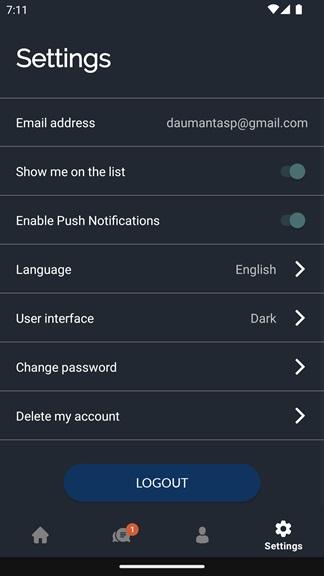 7:11
Settings
Email address daumantasp@gmail.com
Show me on the list
Enable Push Notifications
Language English
User interface Dark
Change password
Delete my account
LOGOUT
1
Settings